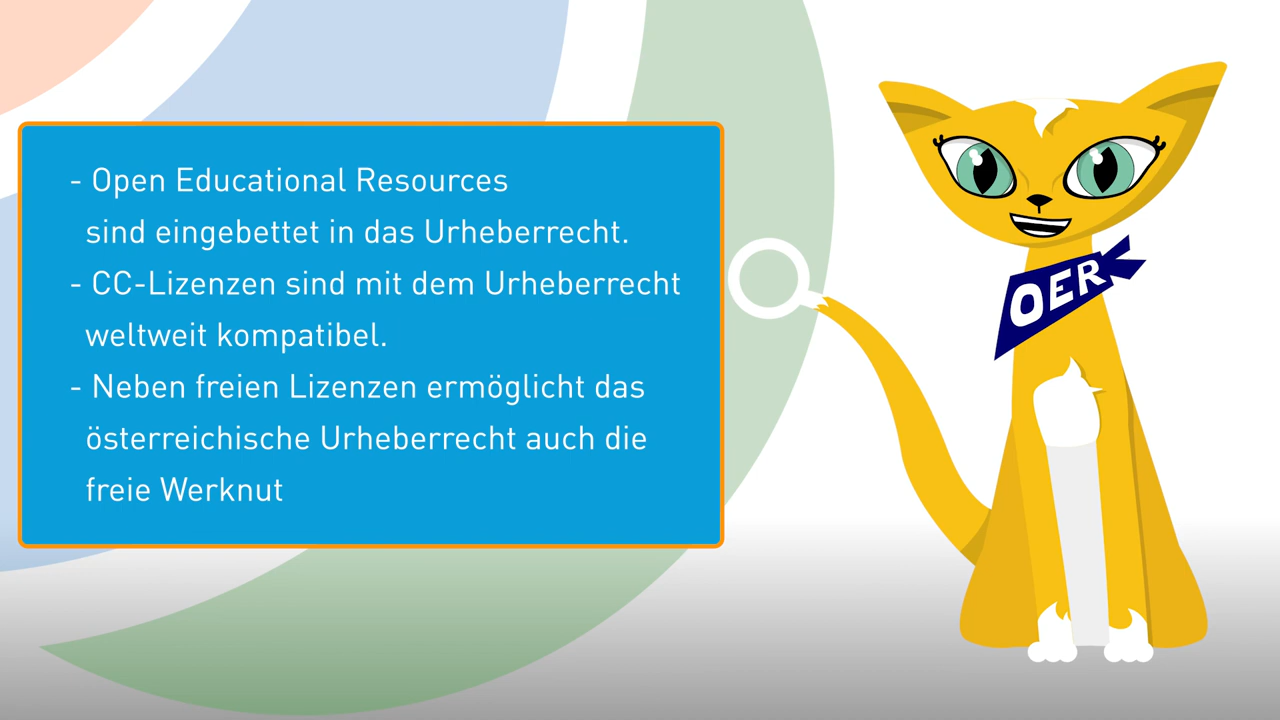 - Open Educational Resources
sind eingebettet in das Urheberrecht.
- CC-Lizenzen sind mit dem Urheberrecht
weltweit kompatibel.
- Neben freien Lizenzen ermöglicht das
österreichische Urheberrecht auch die
freie Werknut
OER